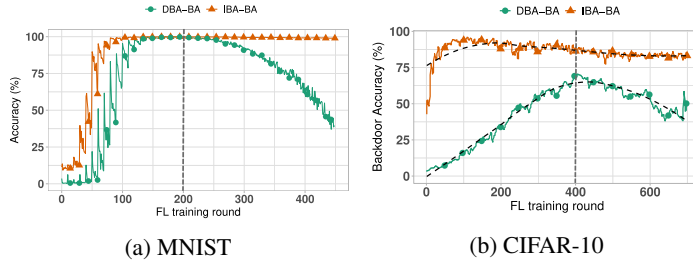 DBA−BA IBA−BA
100
75
50
25
0
Accuracy (%)
0 100 200 300 400
FL training round
(a) MNIST
DBA−BA IBA−BA
100
75
50
25
0
Backdoor Accuracy (%)
0 200 400 600
FL training round
(b) CIFAR-10